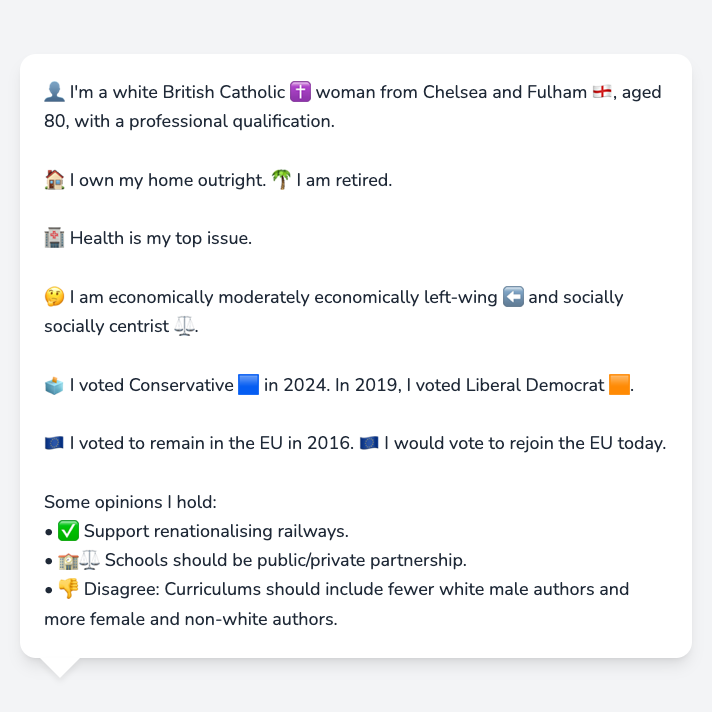 👤 I'm a white British Catholic ✝️ woman from Chelsea and Fulham 🏴󠁧󠁢󠁥󠁮󠁧󠁿, aged
80, with a professional qualification.
🏠 I own my home outright. 🌴 I am retired.
🏥 Health is my top issue.
🤔 I am economically moderately economically left-wing ⬅️ and socially
socially centrist ⚖️.
🗳️ I voted Conservative 🟦 in 2024. In 2019, I voted Liberal Democrat 🟧.
🇪🇺 I voted to remain in the EU in 2016. 🇪🇺 I would vote to rejoin the EU today.
Some opinions I hold:
• ✅ Support renationalising railways.
• 🏫⚖️ Schools should be public/private partnership.
• 👎 Disagree: Curriculums should include fewer white male authors and
more female and non-white authors.